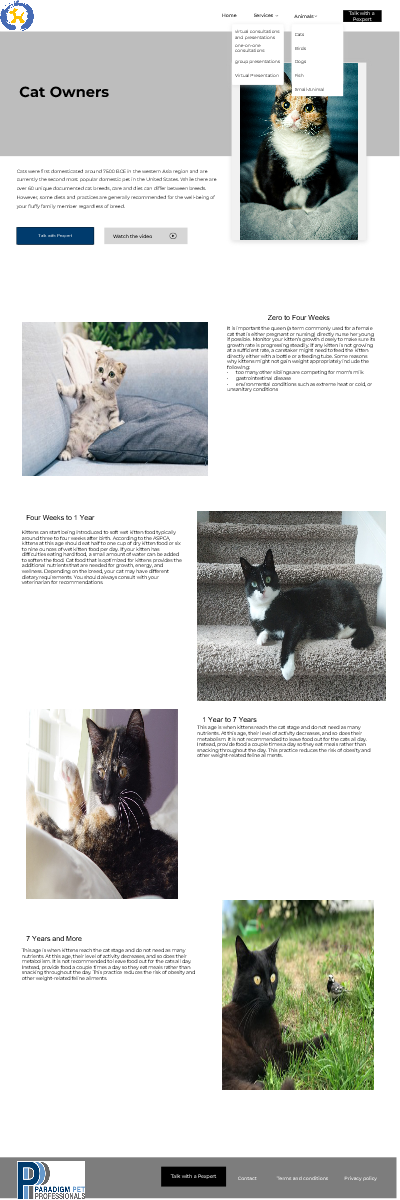 Home
Services
Animals
Talk with a
Pexpert
virtual consultations
and presentations
one-on-one
consultations
group presentations
Virtual Presentation
Cats
Birds
Dogs
Fish
Small Animal
Cat Owners
Cats were first domesticated around 7500 BCE in the western Asia region and are
currently the second most popular domestic pet in the United States. While there are
over 60 unique documented cat breeds, care and dies can differ between breeds.
However, some diets and practices are generally recommended for the well-being of
your fluffy family member regardless of breed.
Talk with Pexpert
Watch the video
Zero to Four Weeks
It is important the queen (a term commonly used for a female
cat that is either pregnant or nursing) directly nurse her young
if possible. Monitor your kitten's growth closely to make sure its
growth rate is progressing steadily. If any kitten is not growing
at a sufficient rate, a caretaker might need to feed the kitten
directly either with a bottle or a feeding tube. Some reasons
why kittens might not gain weight appropriately include the
following:
· too many other siblings are competing for mom's milk
· gastrointestinal disease
· environmental conditions such as extreme heat or cold, or
unsanitary conditions
Four Weeks to 1 Year
Kittens can start being introduced to soft wet kitten food typically
around three to four weeks after birth. According to the ASPCA,
kittens at this age should eat half to one cup of dry kitten food or six
to nine ounces of wet kitten food per day. If your kitten has
difficulties eating hard food, a small amount of water can be added
to soften the food. Cat food that is optimized for kittens provides the
additional nutrients that are needed for growth, energy, and
wellness. Depending on the breed, your cat may have different
dietary requirements. You should always consult with your
veterinarian for recommendations.
1 Year to 7 Years
This age is when kittens reach the cat stage and do not need as many
nutrients. At this age, their level of activity decreases, and so does their
metabolism. It is not recommended to leave food out for the cats all day.
Instead, provide food a couple times a day so they eat meals rather than
snacking throughout the day. This practice reduces the risk of obesity and
other weight-related feline ailments.
7 Years and More
This age is when kittens reach the cat stage and do not need as many
nutrients. At this age, their level of activity decreases, and so does their
metabolism. It is not recommended to leave food out for the cats all day.
Instead, provide food a couple times a day so they eat meals rather than
snacking throughout the day. This practice reduces the risk of obesity and
other weight-related feline ailments.
PARADIGM PET
PROFESSIONALS
Talk with a Pexpert
Contact
Terms and conditions
Privacy policy